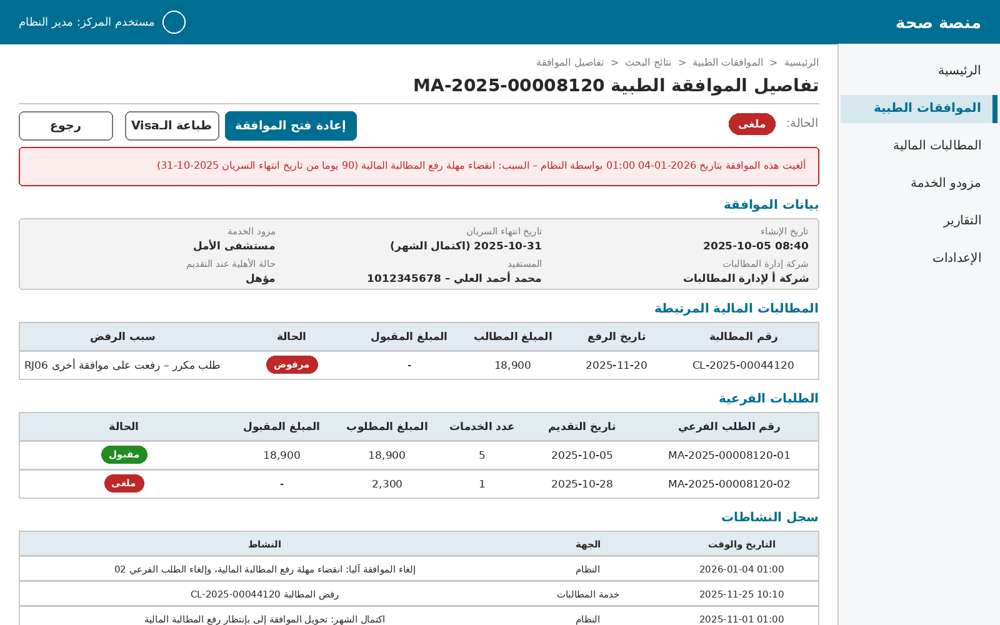 منصة صحة
مستخدم المركز: مدير النظام
الرئيسية
الموافقات الطبية
المطالبات المالية
مزودو الخدمة
التقارير
الإعدادات
الرئيسية > الموافقات الطبية > نتائج البحث > تفاصيل الموافقة
تفاصيل الموافقة الطبية MA-2025-00008120
الحالة: ملغى
إعادة فتح الموافقة
طباعة الـVisa
رجوع
ألغيت هذه الموافقة بتاريخ 2026-01-04 01:00 بواسطة النظام – السبب: انقضاء مهلة رفع المطالبة المالية (90 يوما من تاريخ انتهاء السريان 2025-10-31)
بيانات الموافقة
تاريخ الإنشاء تاريخ انتهاء السريان مزود الخدمة
2025-10-05 08:40 2025-10-31 (اكتمال الشهر) مستشفى الأمل
شركة إدارة المطالبات المستفيد حالة الأهلية عند التقديم
شركة أ لإدارة المطالبات محمد أحمد العلي – 1012345678 مؤهل
المطالبات المالية المرتبطة
رقم المطالبة تاريخ الرفع المبلغ المطالب المبلغ المقبول الحالة سبب الرفض
CL-2025-00044120 2025-11-20 18,900 - مرفوض طلب مكرر – رفعت على موافقة أخرى RJ06
الطلبات الفرعية
رقم الطلب الفرعي تاريخ التقديم عدد الخدمات المبلغ المطلوب المبلغ المقبول الحالة
MA-2025-00008120-01 2025-10-05 5 18,900 18,900 مقبول
MA-2025-00008120-02 2025-10-28 1 2,300 - ملغى
سجل النشاطات
التاريخ والوقت الجهة النشاط
2026-01-04 01:00 النظام إلغاء الموافقة آليا: انقضاء مهلة رفع المطالبة المالية، وإلغاء الطلب الفرعي 02
2025-11-25 10:10 خدمة المطالبات رفض المطالبة CL-2025-00044120
2025-11-01 01:00 النظام اكتمال الشهر: تحويل الموافقة إلى بإنتظار رفع المطالبة المالية